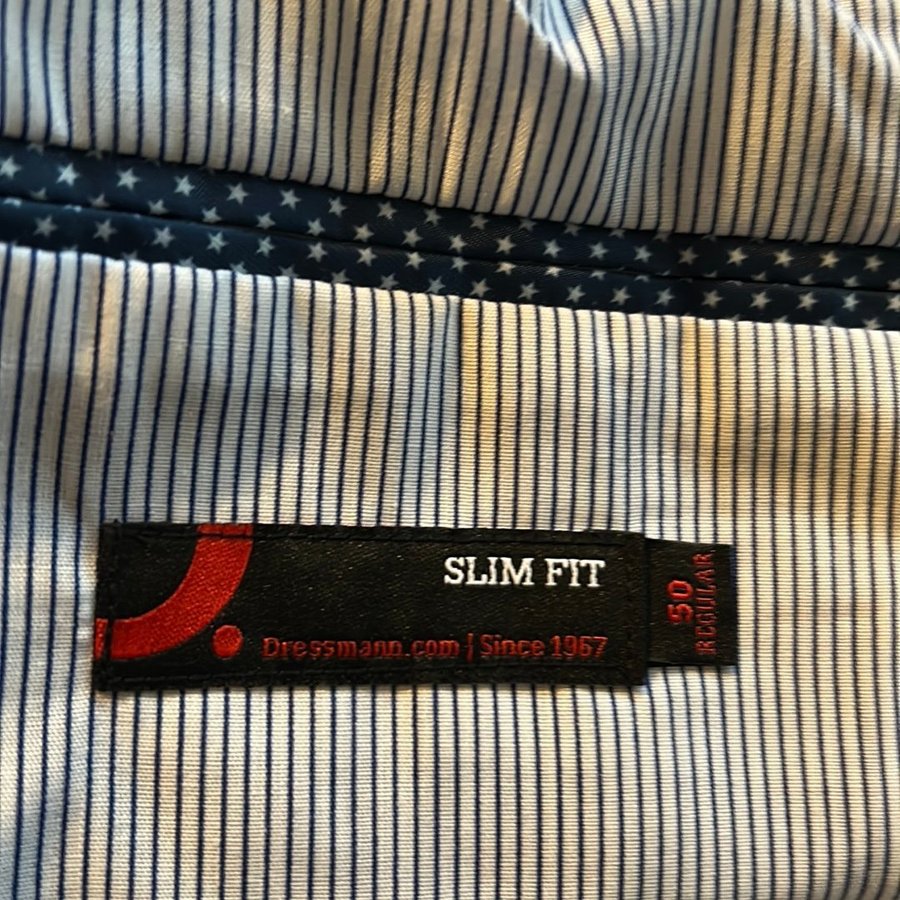 SLIM FIT
Dressmann.com | Since 1967
50
REGULAR